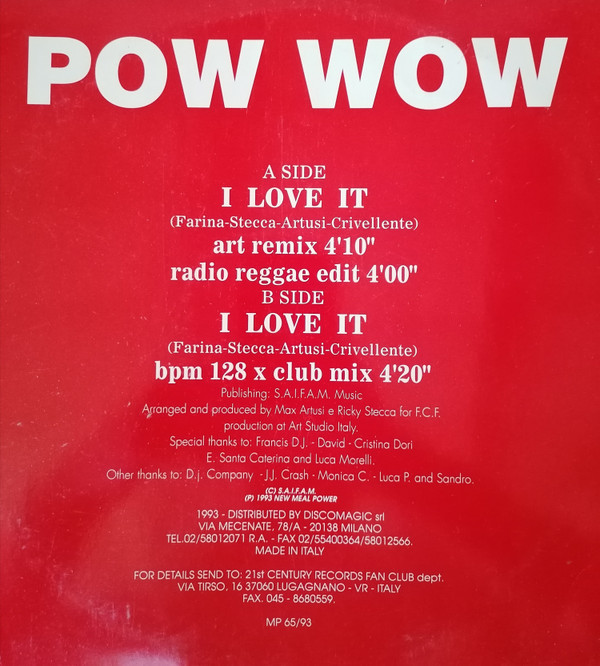 POW WOW
A SIDE
I LOVE IT
(Farina-Stecca-Artusi-Crivellente)
art remix 4'10"
radio reggae edit 4'00"
B SIDE
I LOVE IT
(Farina-Stecca-Artusi-Crivellente)
bpm 128 x club mix 4'20"
Publishing: S.A.I.F.A.M. Music
Arranged and produced by Max Artusi e Ricky Stecca for F.C.F.
production at Art Studio Italy.
Special thanks to: Francis D.J. - David - Cristina Dori
E. Santa Caterina and Luca Morelli.
Other thanks to: D.j. Company - J.J. Crash - Monica C. - Luca P. and Sandro.
(C) S.A.I.F.A.M.
(P) 1993 NEW MEAL POWER
1993 - DISTRIBUTED BY DISCOMAGIC srl
VIA MECENATE, 78/A - 20138 MILANO
TEL.02/58012071 R.A. - FAX 02/55400364/58012566.
MADE IN ITALY
FOR DETAILS SEND TO: 21st CENTURY RECORDS FAN CLUB dept.
VIA TIRSO, 16 37060 LUGAGNANO - VR - ITALY
FAX. 045 - 8680559.
MP 65/93